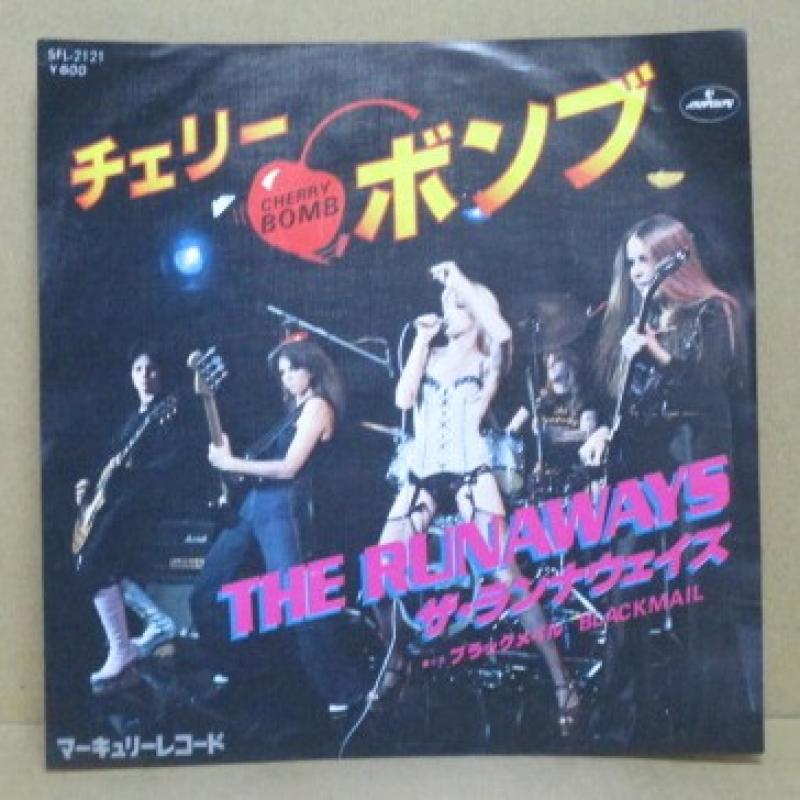 SFL-2121
¥600
mercury
チェリー
CHERRY
BOMB
ボンブ
THE RUNAWAYS
ザ・ランナウェイズ
ブラックメイル BLACKMAIL
マーキュリーレコード